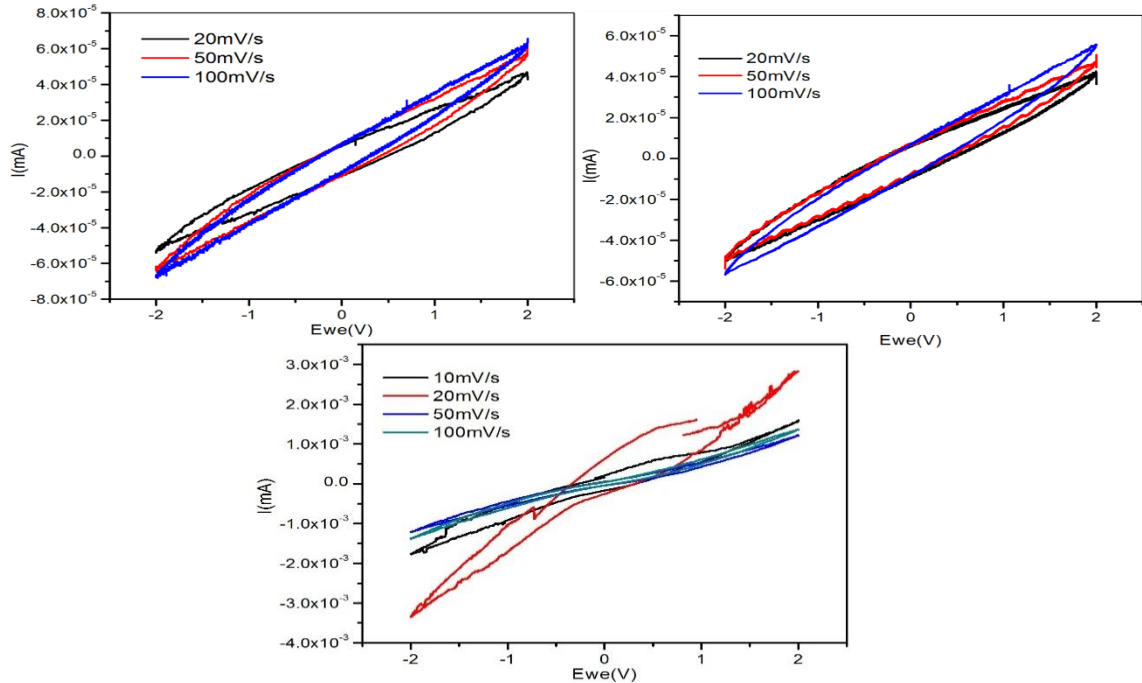 8.0x10⁻⁵
6.0x10⁻⁵
4.0x10⁻⁵
2.0x10⁻⁵
0.0
-2.0x10⁻⁵
-4.0x10⁻⁵
-6.0x10⁻⁵
-8.0x10⁻⁵
I(mA)
20mV/s
50mV/s
100mV/s
-2 -1 0 1 2
Ewe(V)
6.0x10⁻⁵
4.0x10⁻⁵
2.0x10⁻⁵
0.0
-2.0x10⁻⁵
-4.0x10⁻⁵
-6.0x10⁻⁵
I(mA)
20mV/s
50mV/s
100mV/s
-2 -1 0 1 2
Ewe(V)
3.0x10⁻³
2.0x10⁻³
1.0x10⁻³
0.0
-1.0x10⁻³
-2.0x10⁻³
-3.0x10⁻³
-4.0x10⁻³
I(mA)
10mV/s
20mV/s
50mV/s
100mV/s
-2 -1 0 1 2
Ewe(V)